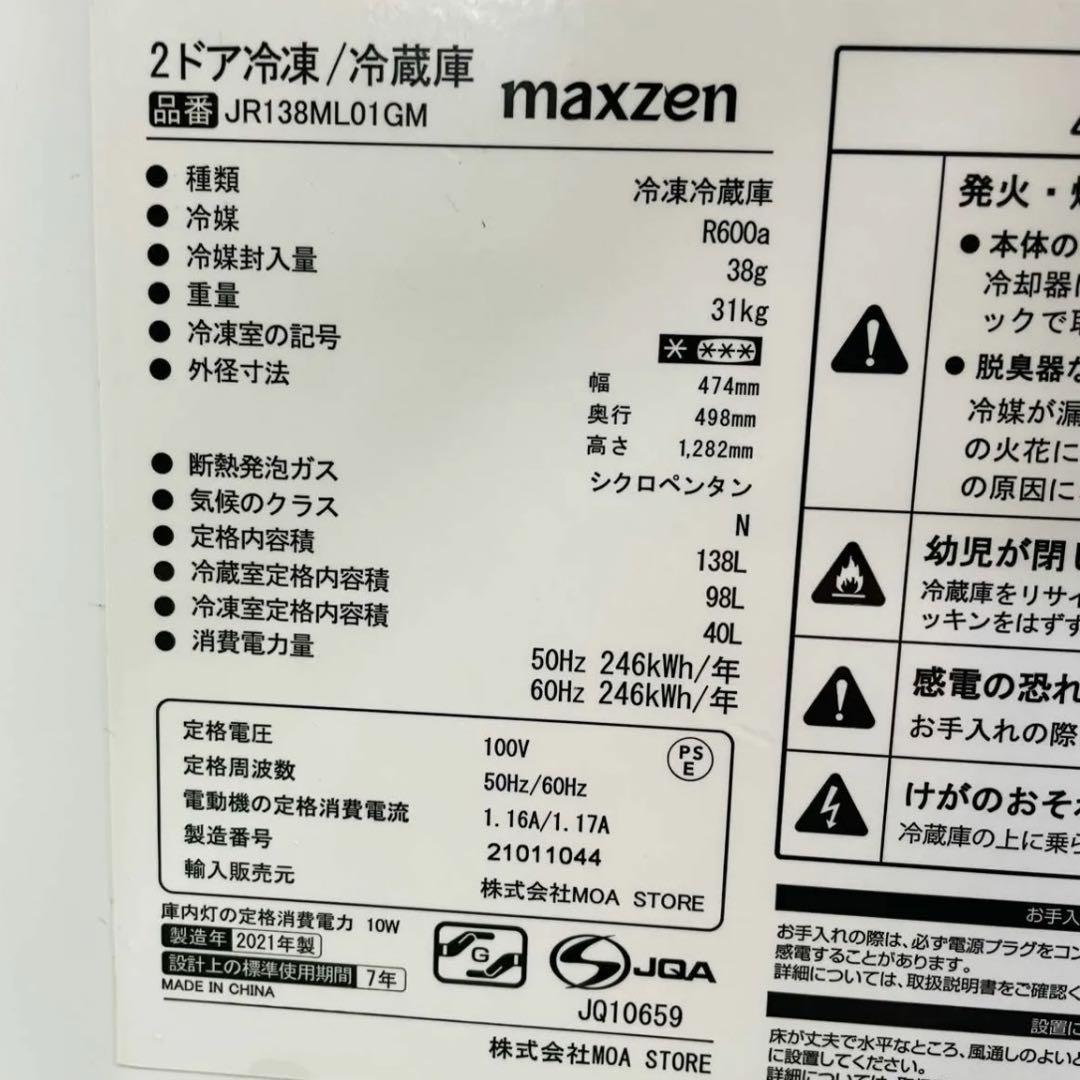 2ドア冷凍/冷蔵庫
maxzen
品番 JR138ML01GM
● 種類 冷凍冷蔵庫
● 冷媒 R600a
● 冷媒封入量 38g
● 重量 31kg
● 冷凍室の記号 * ***
● 外径寸法 幅 474mm
奥行 498mm
高さ 1,282mm
● 断熱発泡ガス シクロペンタン
● 気候のクラス N
● 定格内容積 138L
● 冷蔵室定格内容積 98L
● 冷凍室定格内容積 40L
● 消費電力量 50Hz 246kWh/年
60Hz 246kWh/年
定格電圧 100V
PS
E
定格周波数 50Hz/60Hz
電動機の定格消費電流 1.16A/1.17A
製造番号 21011044
輸入販売元 株式会社MOA STORE
庫内灯の定格消費電力 10W
製造年 2021年製
設計上の標準使用期間 7年
MADE IN CHINA
G
JQA
JQ10659
株式会社MOA STORE
発火・
● 本体の
冷却器
ックで
● 脱臭器
冷媒が漏
の火花に
の原因に
幼児が閉
冷蔵庫をリサイ
ッキンをはずす
感電の恐れ
お手入れの際
けがのおそれ
冷蔵庫の上に乗
お手入
お手入れの際は、必ず電源プラグをコン
感電することがあります。
詳細については、取扱説明書をご確認く
設置に
床が丈夫で水平なところ、風通しのよいと
に設置してください。
詳細については、取扱